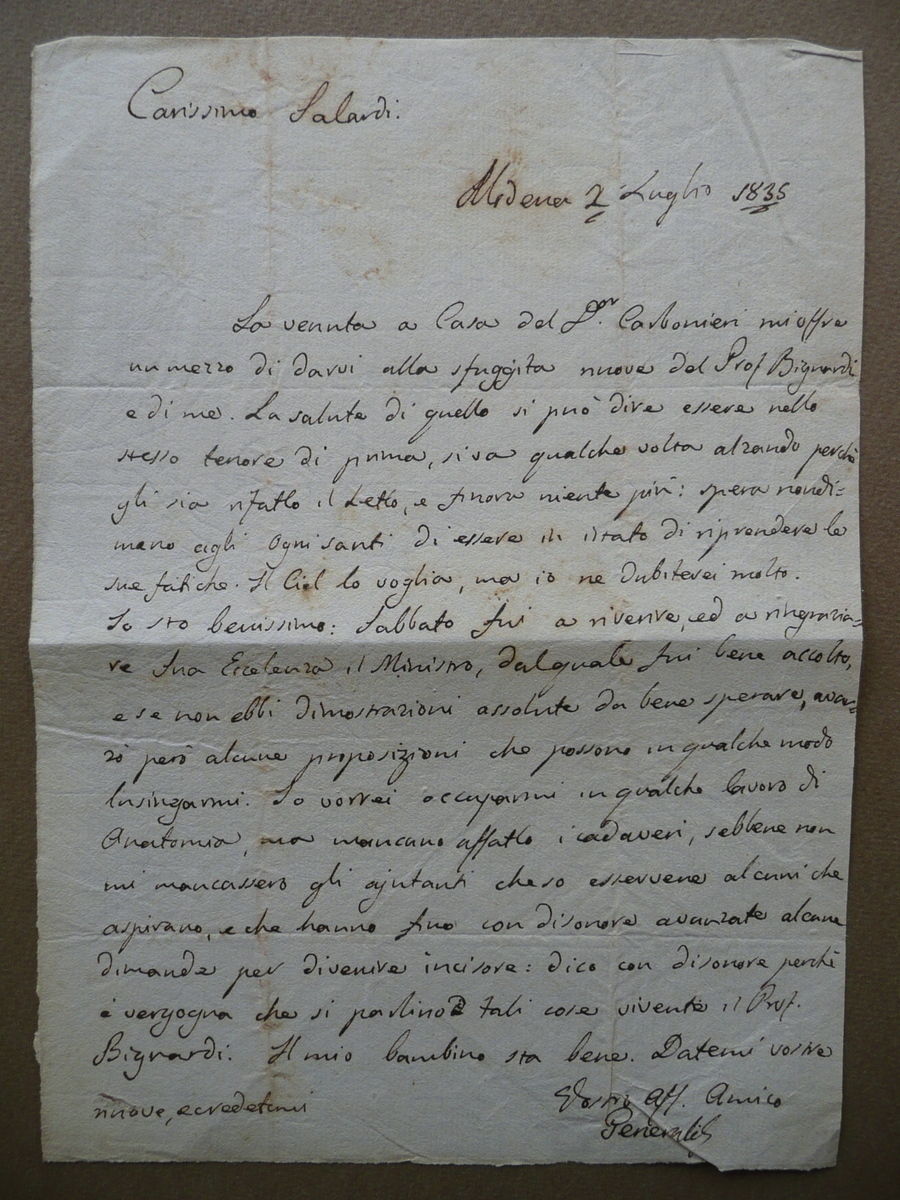 Carissimo Salardi.
Modena 2 Luglio 1835
La venuta a Casa del D.or Carbonieri mi offre
un mezzo di darvi alla sfuggita nuove del Prof Bignardi
e di me. La salute di quello si può dire essere nello
stesso tenore di prima, si va qualche volta alzando perchè
gli sia rifatto il Letto, e finora niente più: spera nondi=
meno agli Ognisanti di essere in istato di riprendere le
sue fatiche. Il Ciel lo voglia, ma io ne dubiterei molto.
Io sto benissimo: Sabbato fui a riverire, ed a ringrazia=
re Sua Eccelenza il Ministro, dal quale fui bene accolto,
e se non ebbi dimostrazioni assolute da bene sperare, avan=
zò però alcune proposizioni che possono in qualche modo
lusingarmi. Io vorrei occuparmi in qualche lavoro di
Anatomia, ma mancano affatto i cadaveri, sebbene non
mi mancassero gli ajutanti che so esservene alcuni che
aspirano, e che hanno fino con disonore avanzate alcune
dimande per divenire incisore: dico con disonore perchè
è vergogna che si parlino tali cose vivente il Prof.
Bignardi. Il mio bambino sta bene. Datemi vostre
nuove, e credetemi
Vostro Aff. Amico